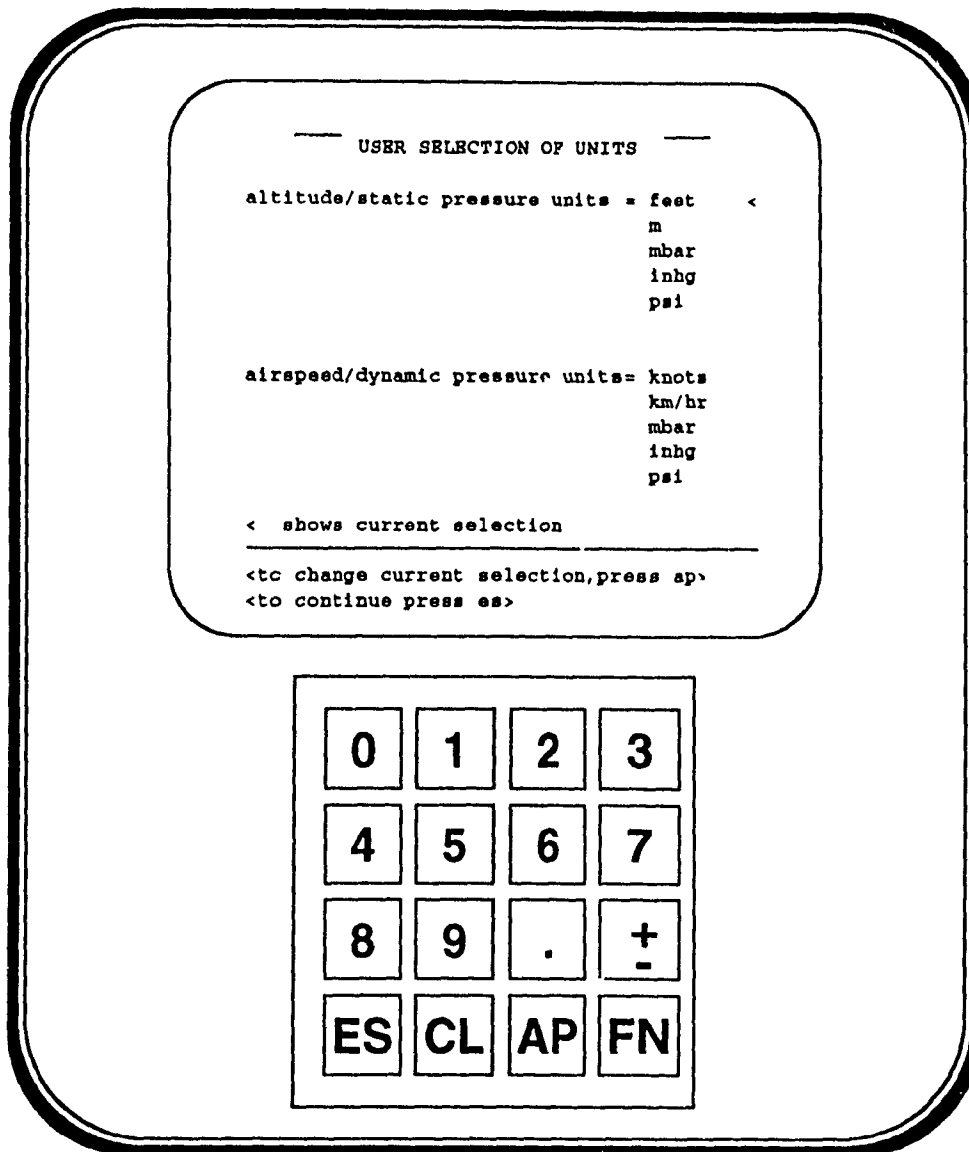 USER SELECTION OF UNITS
altitude/static pressure units = feet <
m
mbar
inhg
psi
airspeed/dynamic pressure units= knots
km/hr
mbar
inhg
psi
< shows current selection
<to change current selection,press ap>
<to continue press es>
0 1 2 3
4 5 6 7
8 9 . ±
ES CL AP FN